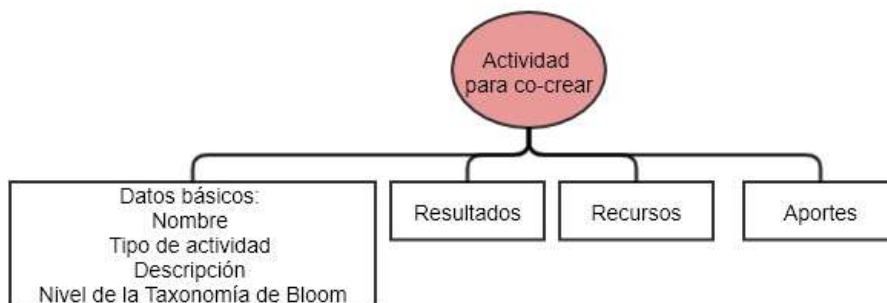 Actividad
para co-crear
Datos básicos:
Nombre
Tipo de actividad
Descripción
Nivel de la Taxonomía de Bloom
Resultados
Recursos
Aportes